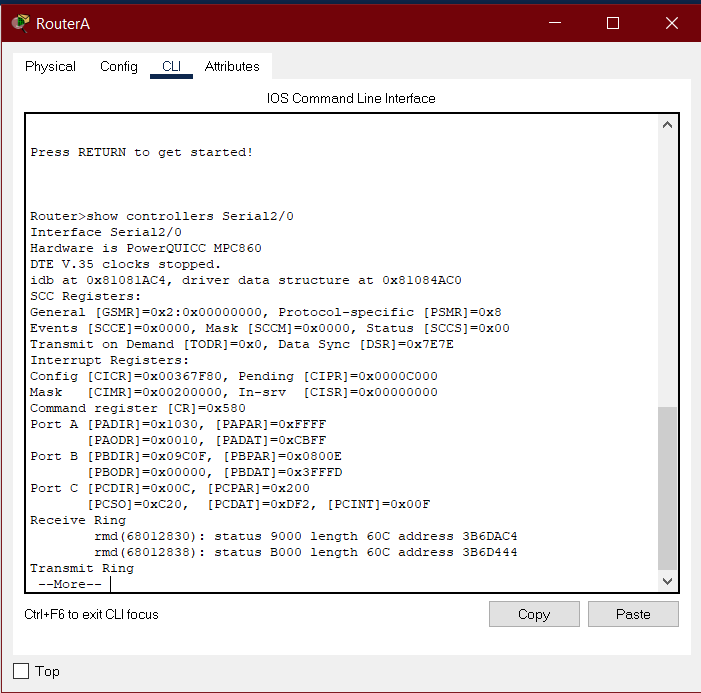 RouterA
Physical Config CLI Attributes
IOS Command Line Interface
Press RETURN to get started!
Router>show controllers Serial2/0
Interface Serial2/0
Hardware is PowerQUICC MPC860
DTE V.35 clocks stopped.
idb at 0x81081AC4, driver data structure at 0x81084AC0
SCC Registers:
General [GSMR]=0x2:0x00000000, Protocol-specific [PSMR]=0x8
Events [SCCE]=0x0000, Mask [SCCM]=0x0000, Status [SCCS]=0x00
Transmit on Demand [TODR]=0x0, Data Sync [DSR]=0x7E7E
Interrupt Registers:
Config [CICR]=0x00367F80, Pending [CIPR]=0x0000C000
Mask   [CIMR]=0x00200000, In-srv  [CISR]=0x00000000
Command register [CR]=0x580
Port A [PADIR]=0x1030, [PAPAR]=0xFFFF
       [PAODR]=0x0010, [PADAT]=0xCBFF
Port B [PBDIR]=0x09C0F, [PBPAR]=0x0800E
       [PBODR]=0x00000, [PBDAT]=0x3FFFD
Port C [PCDIR]=0x00C, [PCPAR]=0x200
       [PCSO]=0xC20,  [PCDAT]=0xDF2, [PCINT]=0x00F
Receive Ring
        rmd(68012830): status 9000 length 60C address 3B6DAC4
        rmd(68012838): status B000 length 60C address 3B6D444
Transmit Ring
 --More--
Ctrl+F6 to exit CLI focus
Copy Paste
Top